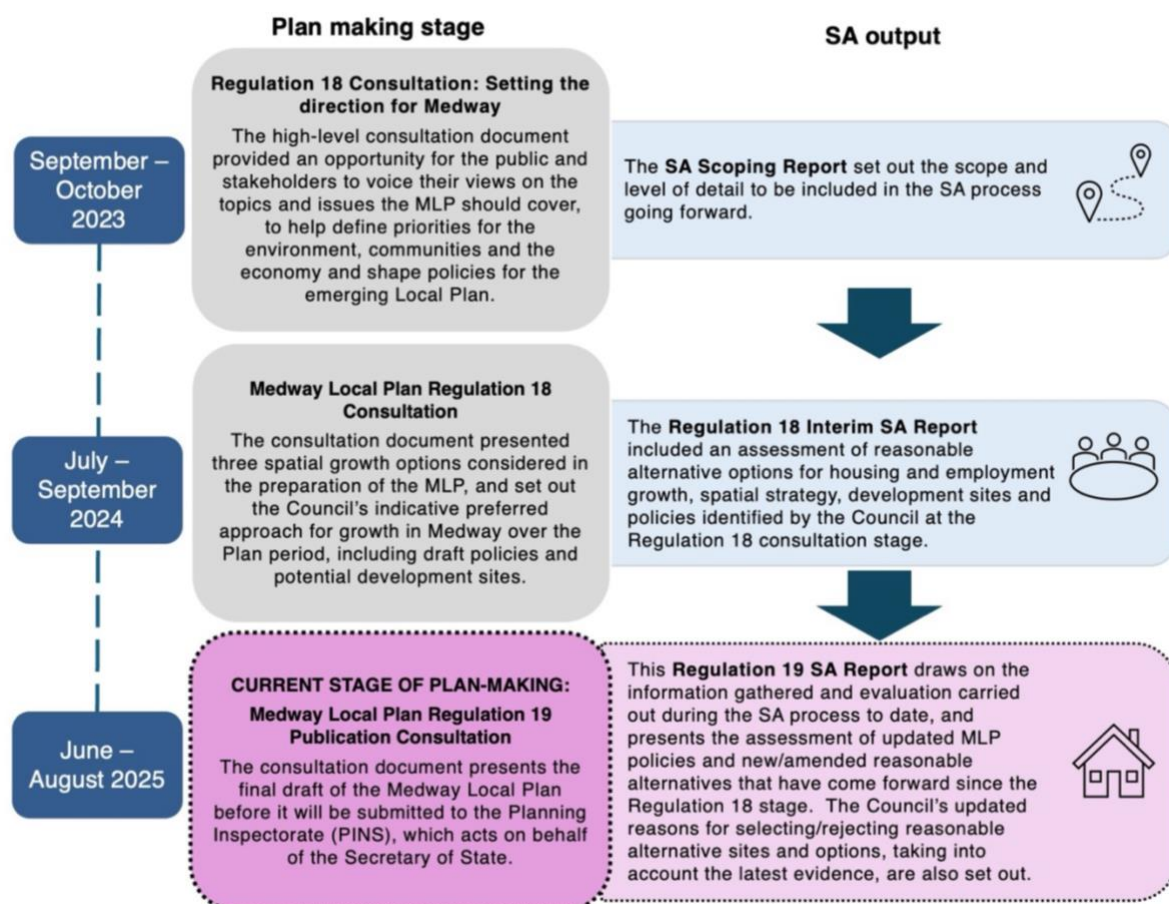 Plan making stage
SA output
September –
October
2023
Regulation 18 Consultation: Setting the
direction for Medway
The high-level consultation document
provided an opportunity for the public and
stakeholders to voice their views on the
topics and issues the MLP should cover,
to help define priorities for the
environment, communities and the
economy and shape policies for the
emerging Local Plan.
The SA Scoping Report set out the scope and
level of detail to be included in the SA process
going forward.
July –
September
2024
Medway Local Plan Regulation 18
Consultation
The consultation document presented
three spatial growth options considered in
the preparation of the MLP, and set out
the Council's indicative preferred
approach for growth in Medway over the
Plan period, including draft policies and
potential development sites.
The Regulation 18 Interim SA Report
included an assessment of reasonable
alternative options for housing and employment
growth, spatial strategy, development sites and
policies identified by the Council at the
Regulation 18 consultation stage.
June –
August 2025
CURRENT STAGE OF PLAN-MAKING:
Medway Local Plan Regulation 19
Publication Consultation
The consultation document presents the
final draft of the Medway Local Plan
before it will be submitted to the Planning
Inspectorate (PINS), which acts on behalf
of the Secretary of State.
This Regulation 19 SA Report draws on the
information gathered and evaluation carried
out during the SA process to date, and
presents the assessment of updated MLP
policies and new/amended reasonable
alternatives that have come forward since the
Regulation 18 stage.  The Council's updated
reasons for selecting/rejecting reasonable
alternative sites and options, taking into
account the latest evidence, are also set out.